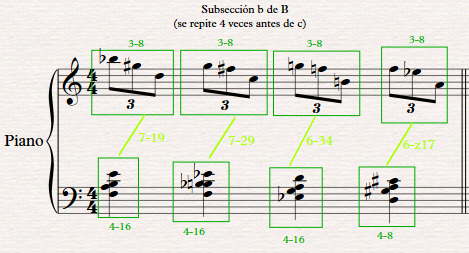 Subsección b de B
(se repite 4 veces antes de c)
3-8 3-8 3-8 3-8
3 3 3 3
Piano
7-19 7-29 6-34 6-z17
4-16 4-16 4-16 4-8